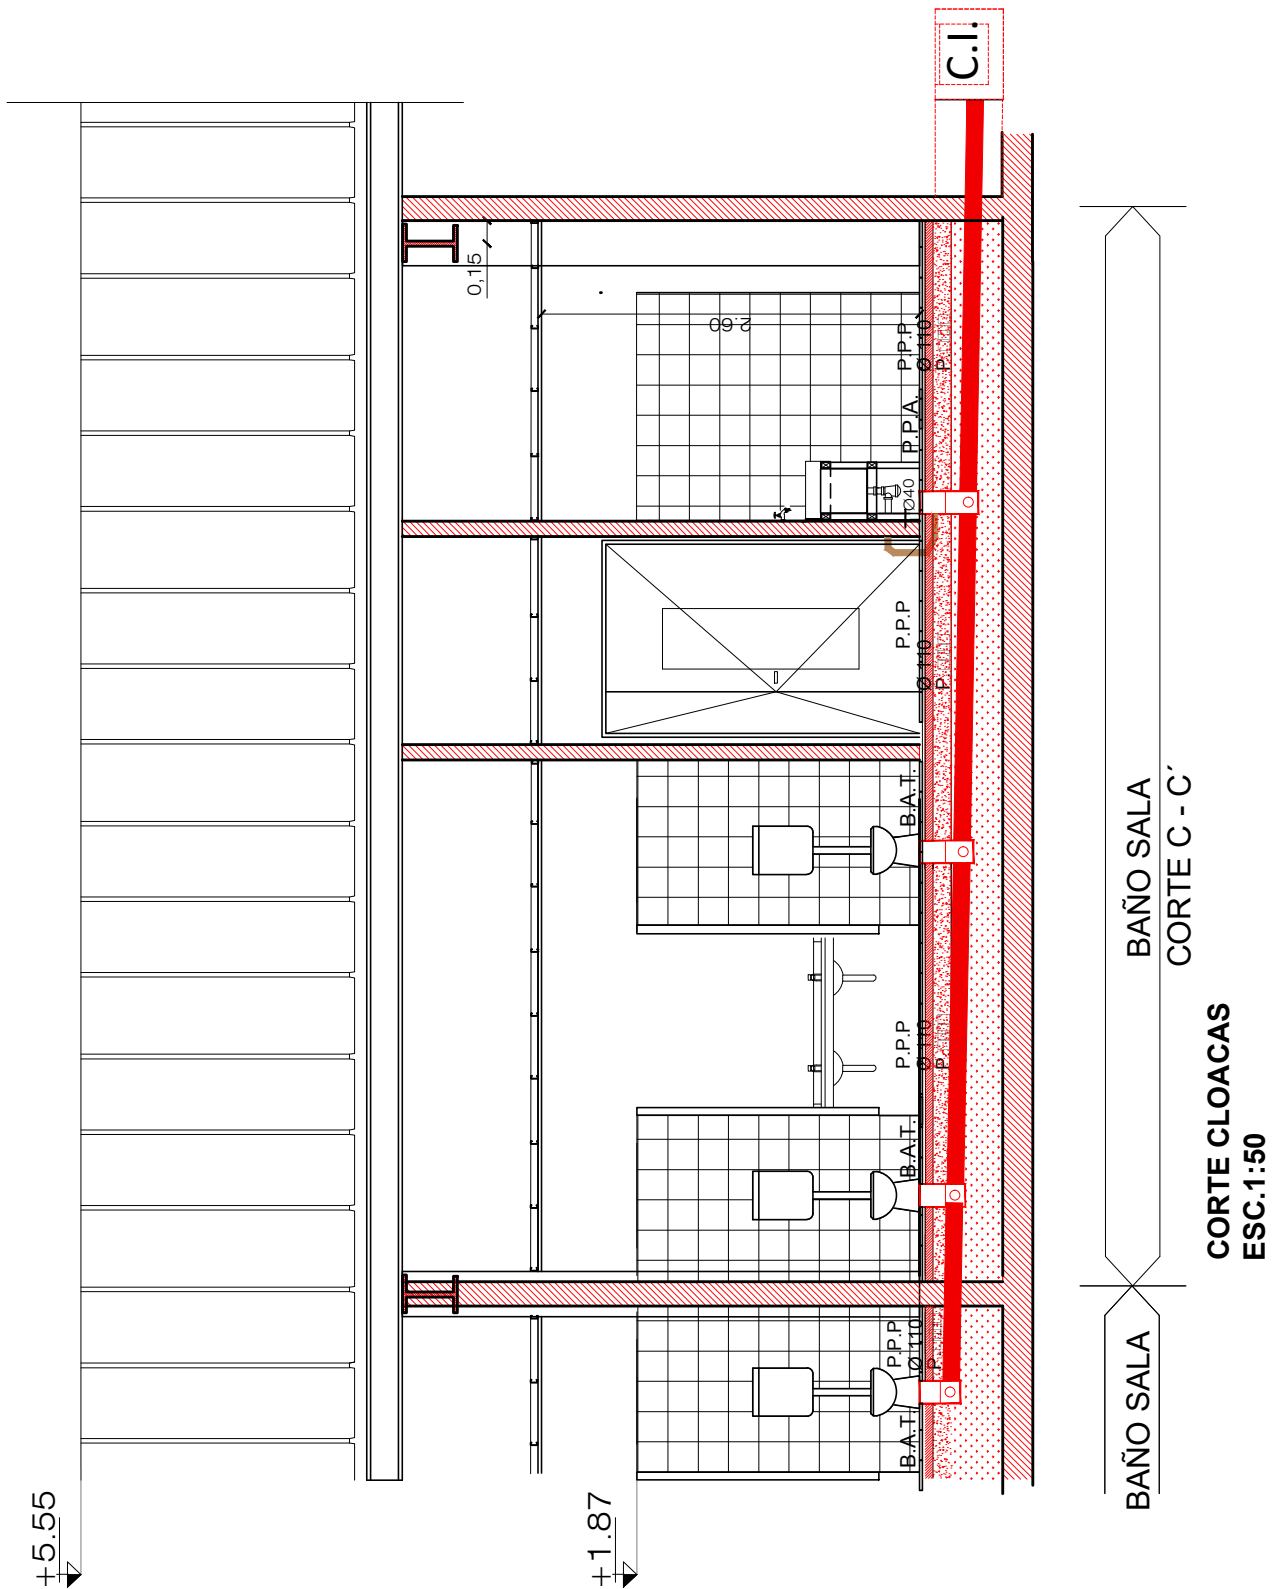 +5.55
+1.87
0,15
2.60
C.I.
B.A.T.
P.P.P
Ø 110
P.
B.A.T.
P.P.P
Ø 110
P.
B.A.T.
P.P.P
Ø 110
P.
Ø40
P.P.A.
P.P.P
Ø 110
P.
BAÑO SALA
BAÑO SALA
CORTE C - C´
CORTE CLOACAS
ESC.1:50